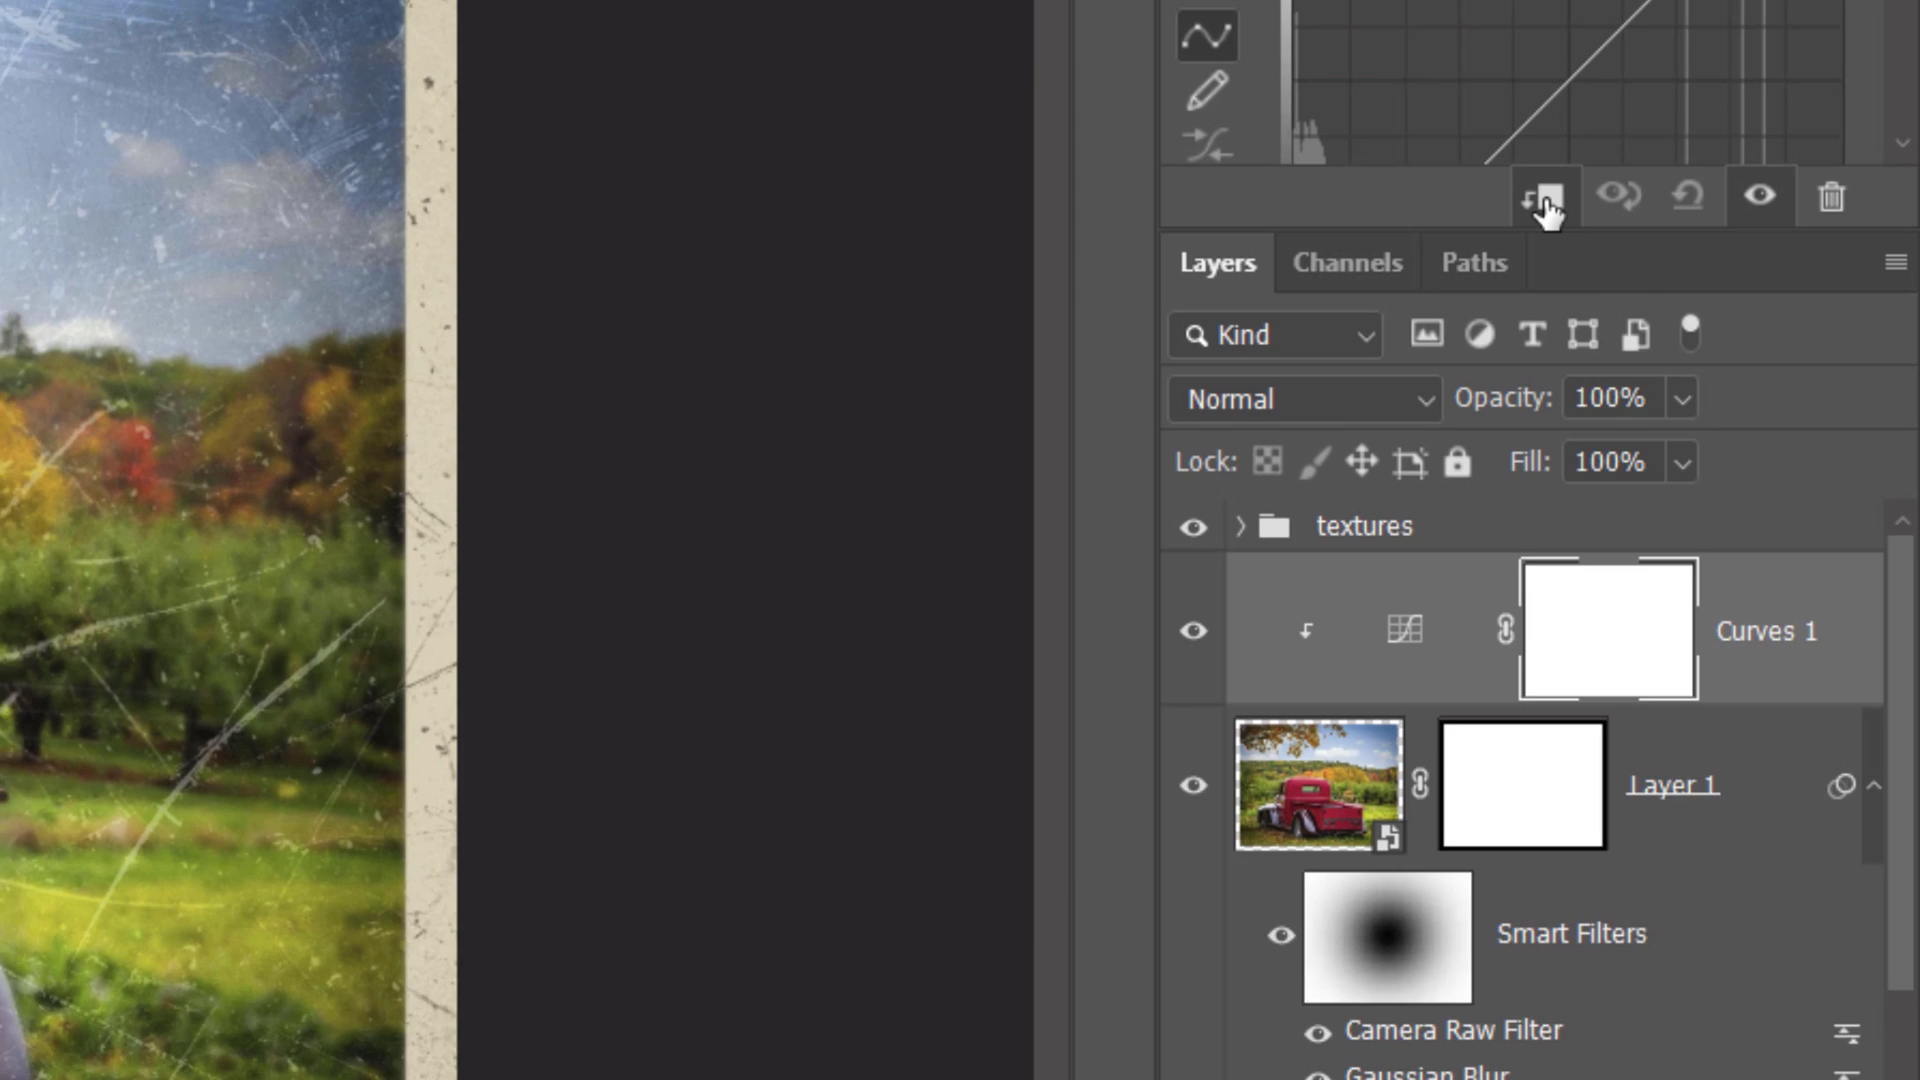 Layers Channels Paths
Kind
Normal Opacity: 100%
Lock: Fill: 100%
textures
Curves 1
Layer 1
Smart Filters
Camera Raw Filter
Gaussian Blur